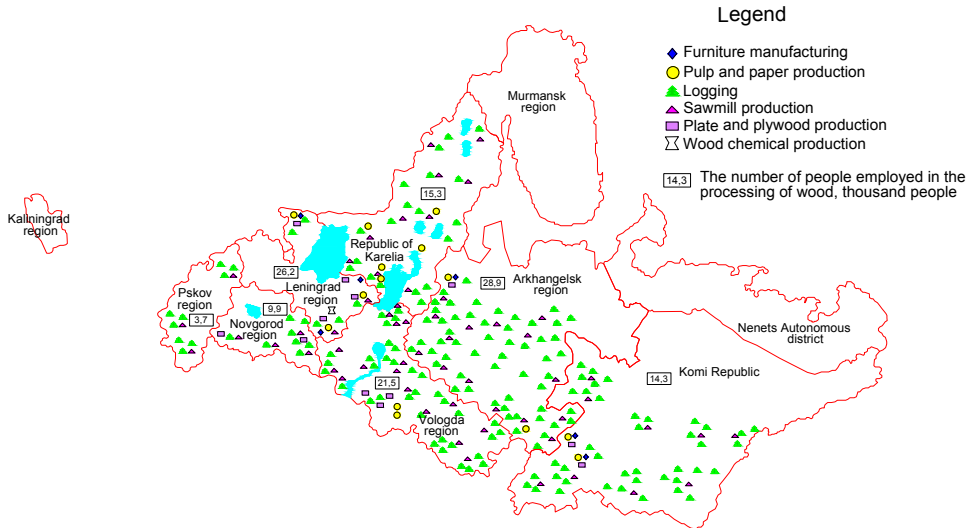 Legend
Furniture manufacturing
Pulp and paper production
Logging
Sawmill production
Plate and plywood production
Wood chemical production
14,3
The number of people employed in the
processing of wood, thousand people
Murmansk
region
15,3
Kaliningrad
region
Republic of
Karelia
26,2
28,9
Arkhangelsk
region
Leningrad
region
Pskov
region
3,7
9,9
Novgorod
region
Nenets Autonomous
district
21,5
14,3
Komi Republic
Vologda
region